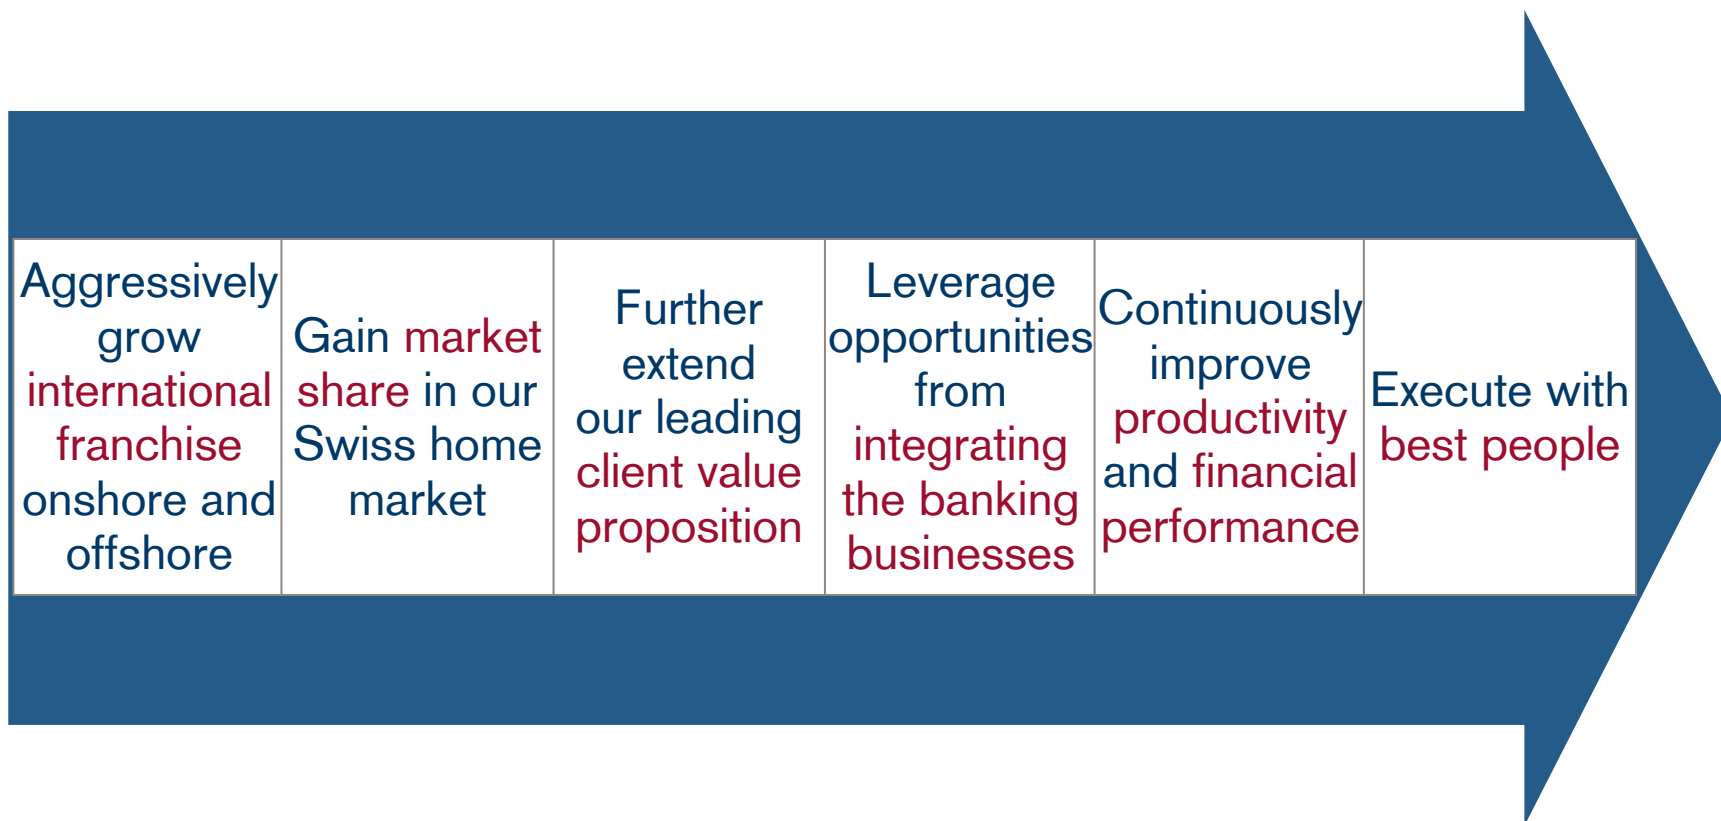 Aggressively
grow
international
franchise
onshore and
offshore
Gain market
share in our
Swiss home
market
Further
extend
our leading
client value
proposition
Leverage
opportunities
from
integrating
the banking
businesses
Continuously
improve
productivity
and financial
performance
Execute with
best people